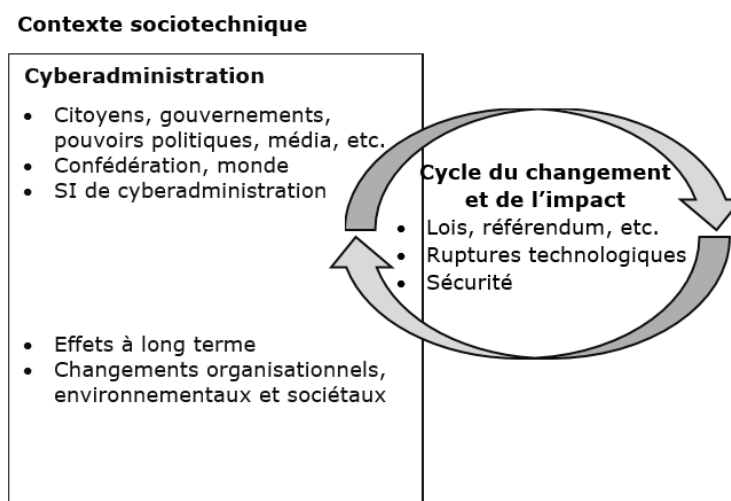 Contexte sociotechnique
Cyberadministration
• Citoyens, gouvernements,
pouvoirs politiques, média, etc.
• Confédération, monde
• SI de cyberadministration
Cycle du changement
et de l’impact
• Lois, référendum, etc.
• Ruptures technologiques
• Sécurité
• Effets à long terme
• Changements organisationnels,
environnementaux et sociétaux